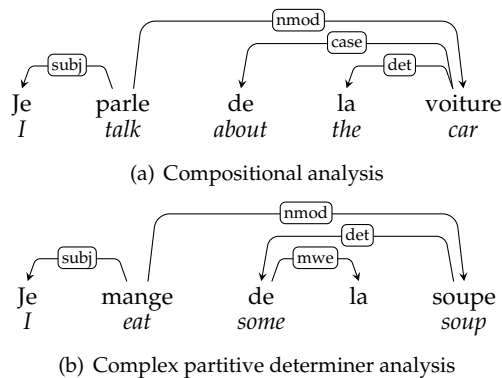 nmod
case
subj
det
Je parle de la voiture
I talk about the car
(a) Compositional analysis
nmod
det
subj
mwe
Je mange de la soupe
I eat some soup
(b) Complex partitive determiner analysis